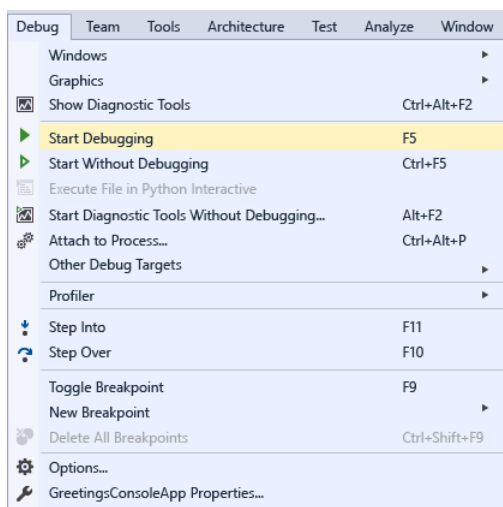 Debug Team Tools Architecture Test Analyze Window
Windows
Graphics
Show Diagnostic Tools Ctrl+Alt+F2
Start Debugging F5
Start Without Debugging Ctrl+F5
Execute File in Python Interactive
Start Diagnostic Tools Without Debugging... Alt+F2
Attach to Process... Ctrl+Alt+P
Other Debug Targets
Profiler
Step Into F11
Step Over F10
Toggle Breakpoint F9
New Breakpoint
Delete All Breakpoints Ctrl+Shift+F9
Options...
GreetingsConsoleApp Properties...